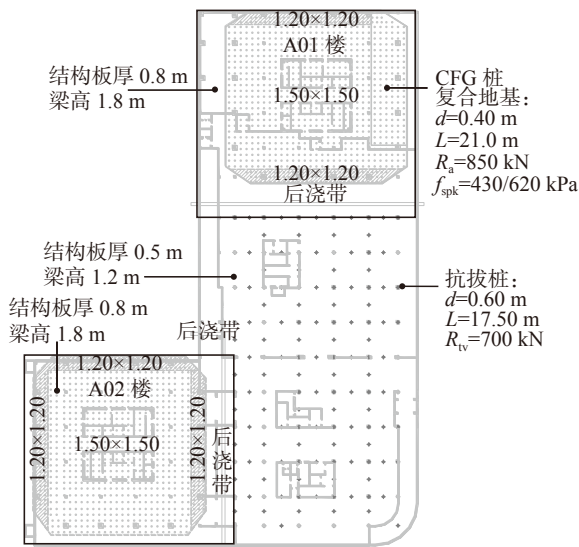 1.20×1.20
A01 楼
结构板厚 0.8 m
梁高 1.8 m
1.50×1.50
CFG 桩
复合地基：
d=0.40 m
L=21.0 m
Ra=850 kN
fspk=430/620 kPa
1.20×1.20
后浇带
结构板厚 0.5 m
梁高 1.2 m
抗拔桩：
d=0.60 m
L=17.50 m
Rtv=700 kN
结构板厚 0.8 m
梁高 1.8 m
后浇带
1.20×1.20
A02 楼
1.20×1.20
1.50×1.50
1.20×1.20
后浇带